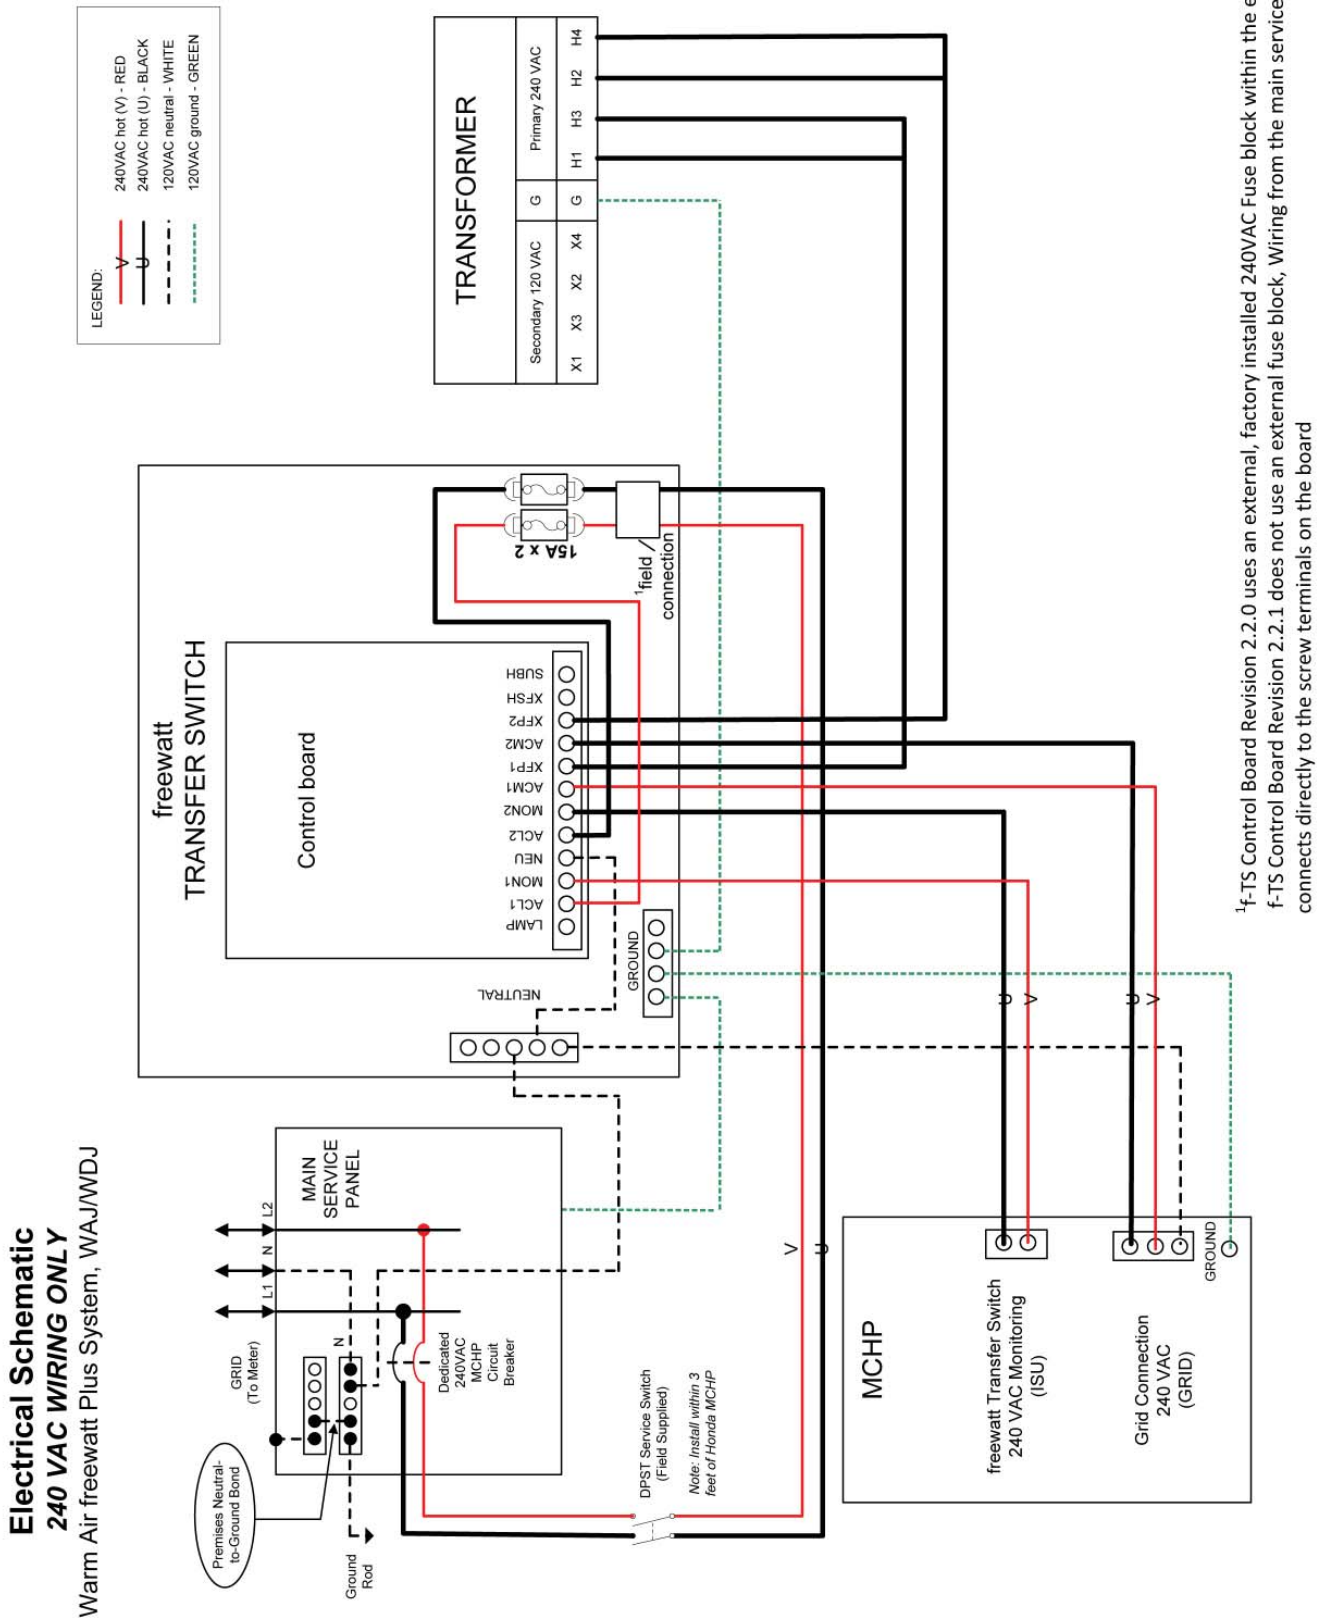 Electrical Schematic
240 VAC WIRING ONLY
Warm Air freewatt Plus System, WAJ/WDJ
LEGEND:
V
240VAC hot (V) - RED
U
240VAC hot (U) - BLACK
120VAC neutral - WHITE
120VAC ground - GREEN
Premises Neutral-
to-Ground Bond
GRID
(To Meter)
L1
N
L2
N
MAIN
SERVICE
PANEL
Ground
Rod
Dedicated
240VAC
MCHP
Circuit
Breaker
freewatt
TRANSFER SWITCH
Control board
LAMP
ACL1
MON1
NEU
ACL2
MON2
ACM1
XFP1
ACM2
XFP2
XFSH
SUBH
NEUTRAL
GROUND
15A x 2
¹field /
connection
TRANSFORMER
Secondary 120 VAC
G
Primary 240 VAC
X1
X3
X2
X4
G
H1
H3
H2
H4
DPST Service Switch
(Field Supplied)
Note: Install within 3
feet of Honda MCHP
V
U
U
V
U
V
MCHP
freewatt Transfer Switch
240 VAC Monitoring
(ISU)
Grid Connection
240 VAC
(GRID)
GROUND
¹f-TS Control Board Revision 2.2.0 uses an external, factory installed 240VAC Fuse block within the
f-TS Control Board Revision 2.2.1 does not use an external fuse block, Wiring from the main service
connects directly to the screw terminals on the board